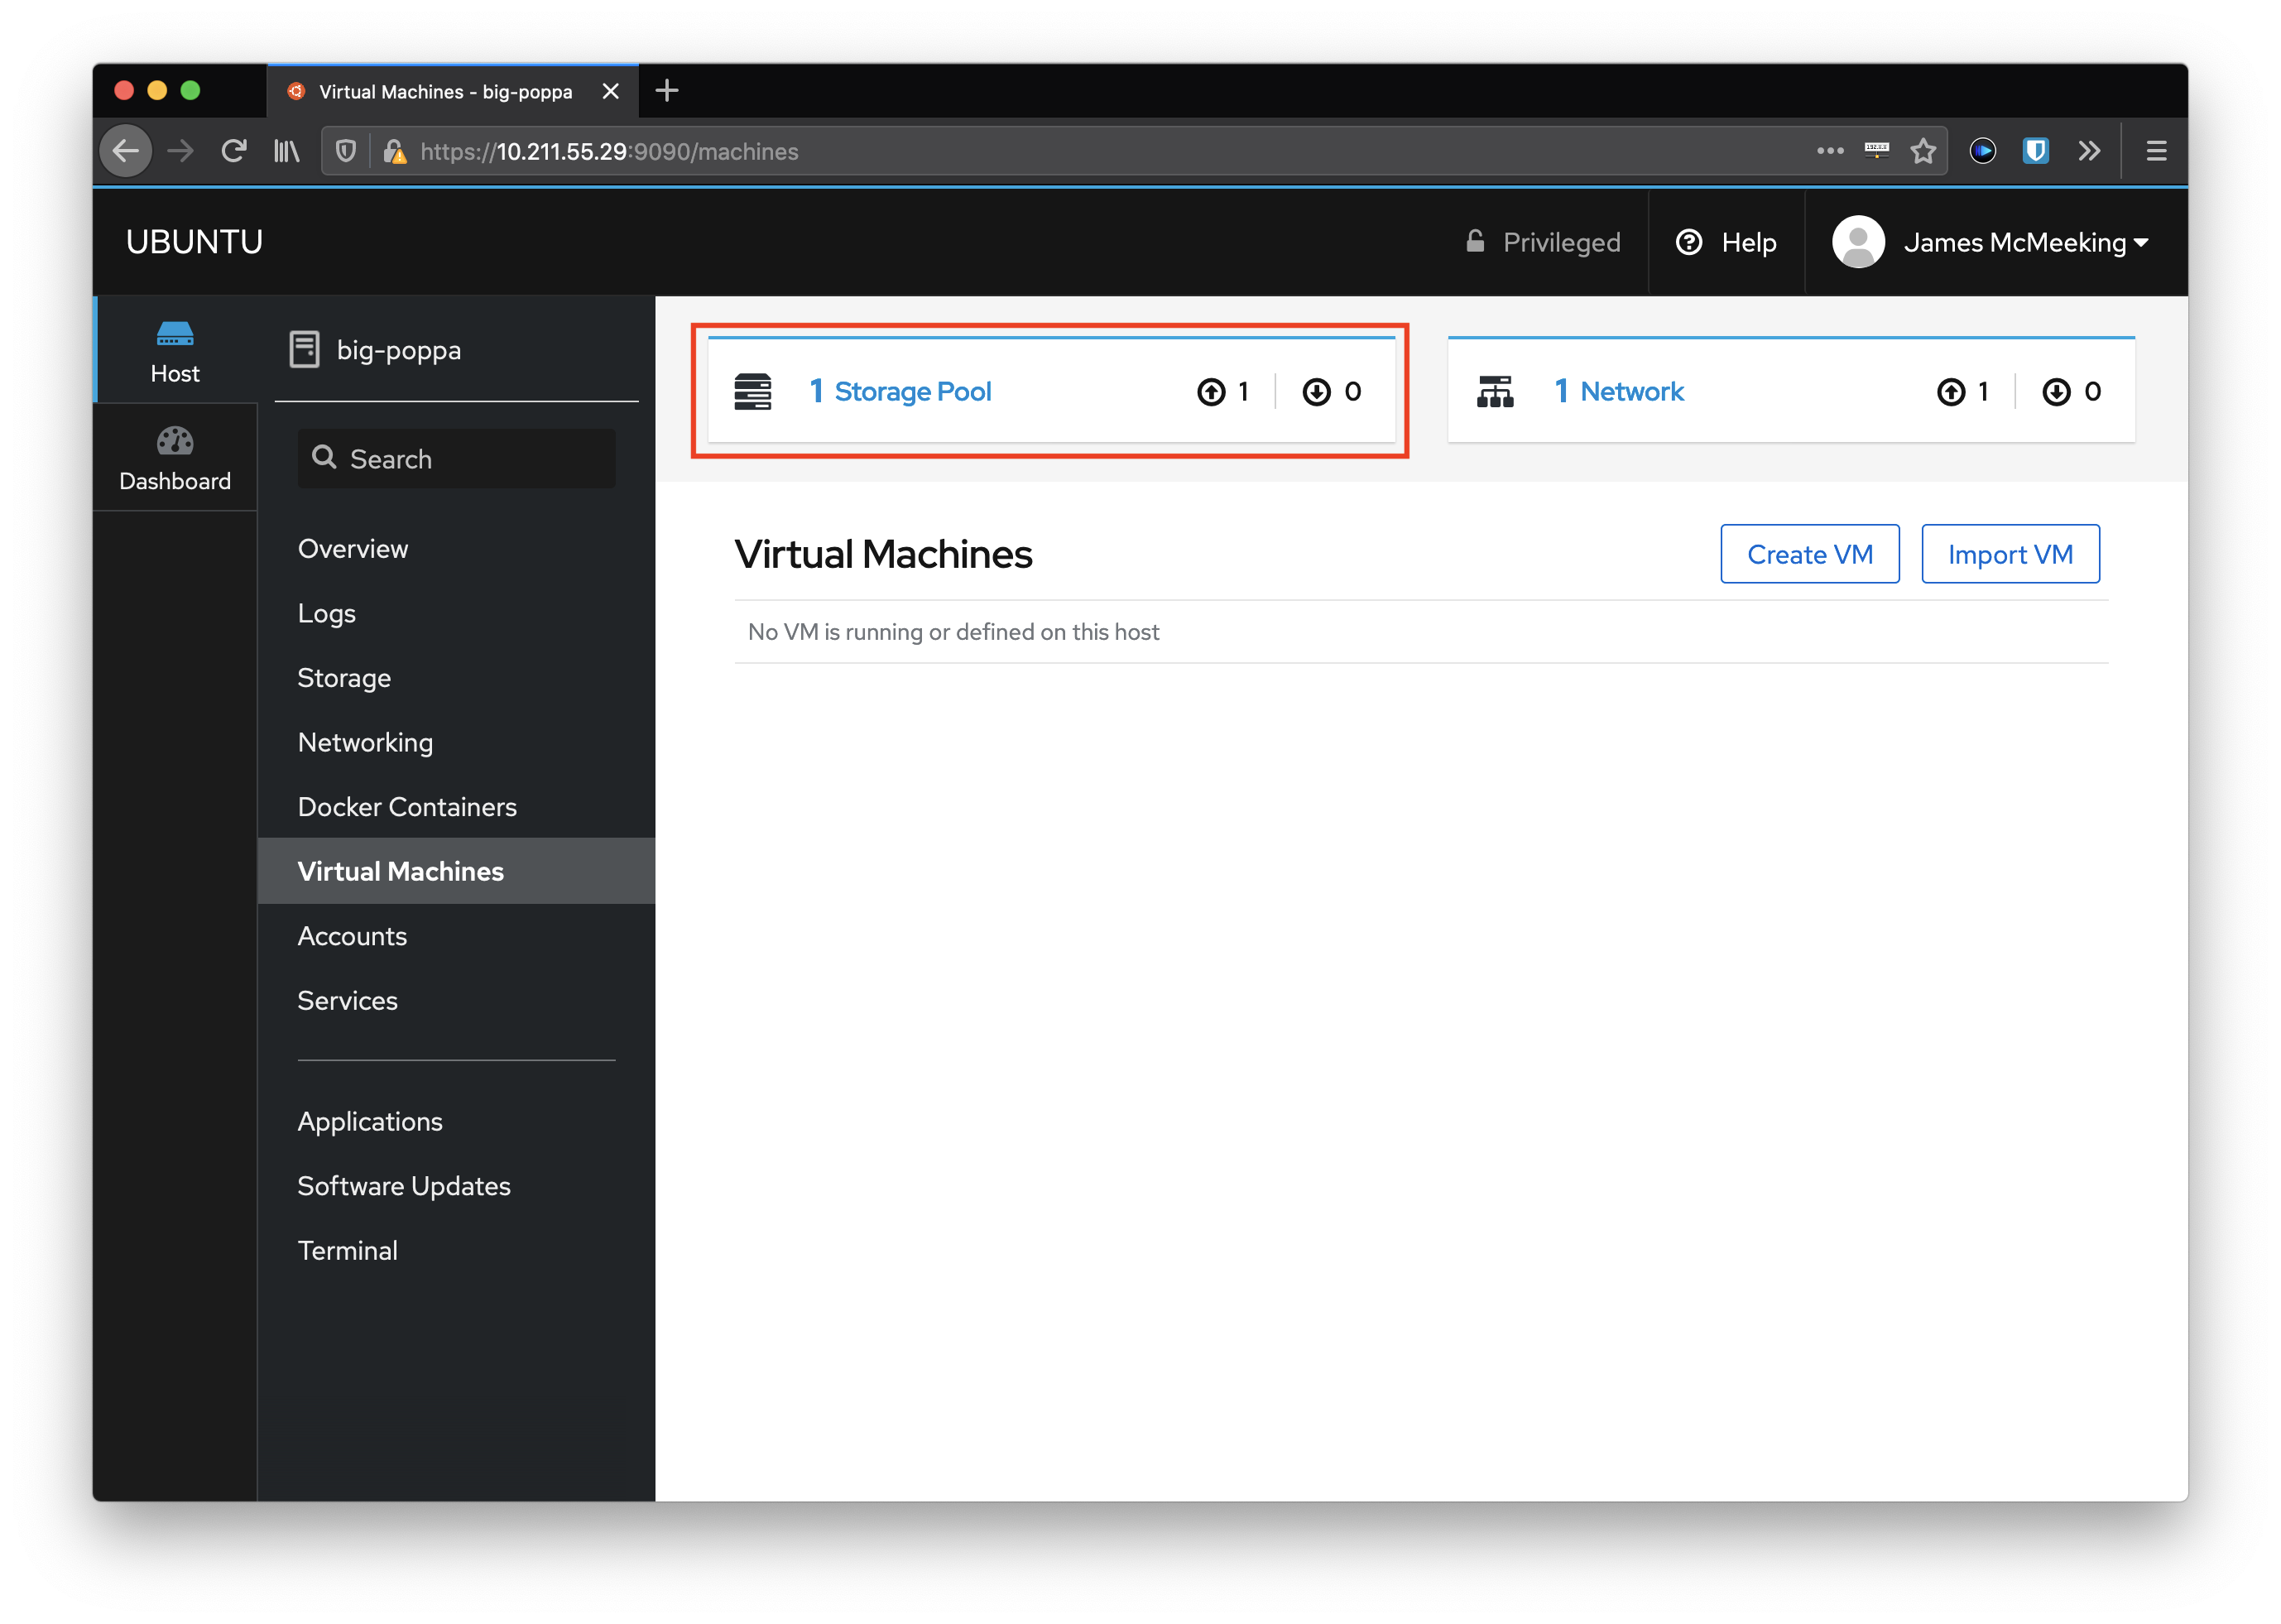 Virtual Machines - big-poppa
https://10.211.55.29:9090/machines
UBUNTU
Privileged
Help
James McMeeking
Host
Dashboard
big-poppa
Search
Overview
Logs
Storage
Networking
Docker Containers
Virtual Machines
Accounts
Services
Applications
Software Updates
Terminal
1 Storage Pool 1 0
1 Network 1 0
Virtual Machines
Create VM
Import VM
No VM is running or defined on this host